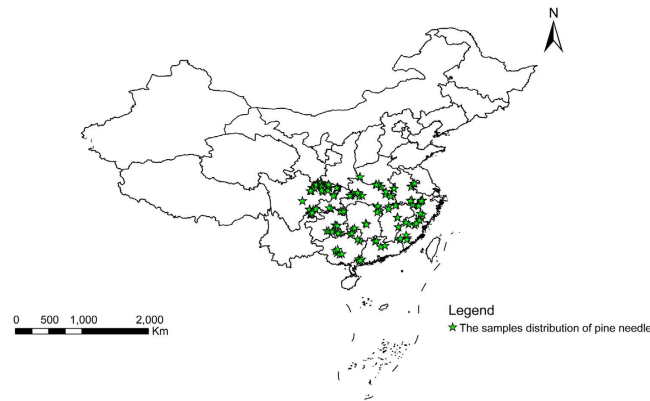 N
0 500 1,000 2,000
Km
Legend
The samples distribution of pine needle